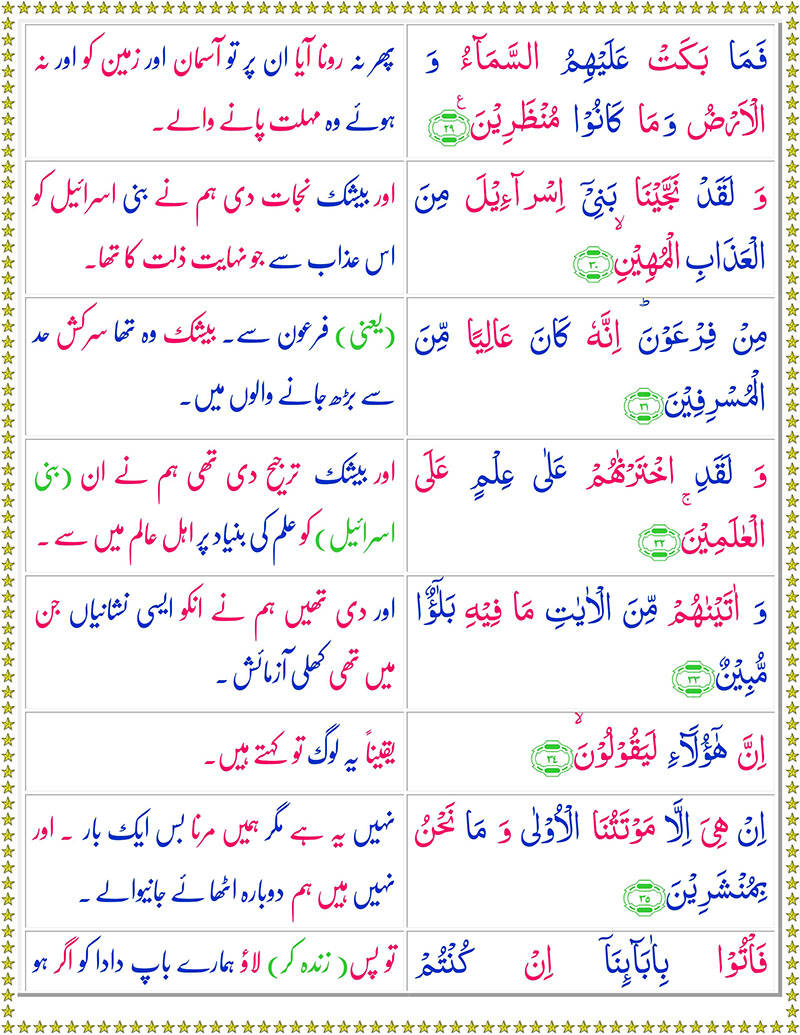 فَمَا بَكَتْ عَلَيْهِمُ السَّمَآءُ وَ
الْاَرْضُ وَ مَا كَانُوْا مُنْظَرِيْنَ ۧ ﴿۲۹﴾
پھر نہ رونا آیا ان پر تو آسمان اور زمین کو اور نہ
ہوئے وہ مہلت پانے والے۔
وَ لَقَدْ نَجَّيْنَا بَنِيْٓ اِسْرَآءِيْلَ مِنَ
الْعَذَابِ الْمُهِيْنِۙ ﴿۳۰﴾
اور بیشک نجات دی ہم نے بنی اسرائیل کو
اس عذاب سے جو نہایت ذلت کا تھا۔
مِنْ فِرْعَوْنَ ؕ اِنَّهٗ كَانَ عَالِيًا مِّنَ
الْمُسْرِفِيْنَ ﴿۳۱﴾
(یعنی) فرعون سے۔ بیشک وہ تھا سرکش حد
سے بڑھ جانے والوں میں۔
وَ لَقَدِ اخْتَرْنٰهُمْ عَلٰى عِلْمٍ عَلَى
الْعٰلَمِيْنَۚ ﴿۳۲﴾
اور بیشک ترجیح دی تھی ہم نے ان (بنی
اسرائیل) کو علم کی بنیاد پر اہل عالم میں سے ۔
وَ اٰتَيْنٰهُمْ مِّنَ الْاٰيٰتِ مَا فِيْهِ بَلٰٓؤٌا
مُّبِيْنٌ ﴿۳۳﴾
اور دی تھیں ہم نے انکو ایسی نشانیاں جن
میں تھی کھلی آزمائش ۔
اِنَّ هٰٓؤُلَآءِ لَيَقُوْلُوْنَۙ ﴿۳۴﴾
یقیناً یہ لوگ تو کہتے ہیں۔
اِنْ هِيَ اِلَّا مَوْتَتُنَا الْاُوْلٰى وَ مَا نَحْنُ
بِمُنْشَرِيْنَ ﴿۳۵﴾
نہیں یہ ہے مگر ہمیں مرنا بس ایک بار ۔ اور
نہیں ہیں ہم دوبارہ اٹھائے جانیوالے ۔
فَاْتُوْا بِاٰبَآئِنَاۤ اِنْ كُنْتُمْ
تو پس (زندہ کر) لاؤ ہمارے باپ دادا کو اگر ہو